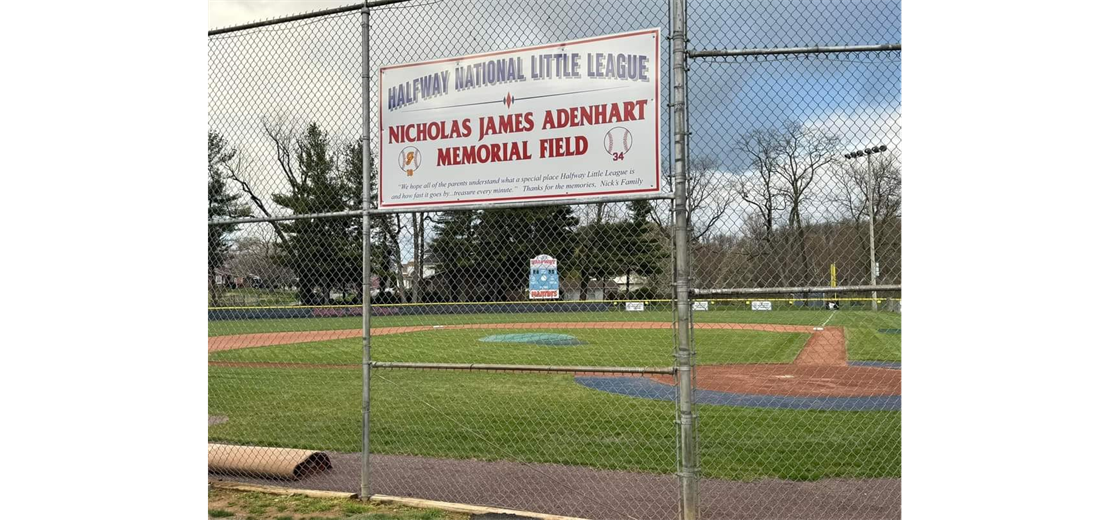 HALFWAY NATIONAL LITTLE LEAGUE
NICHOLAS JAMES ADENHART
MEMORIAL FIELD
34
"We hope all of the parents understand what a special place Halfway Little League is
and how fast it goes by...treasure every minute." Thanks for the memories, Nick's Family